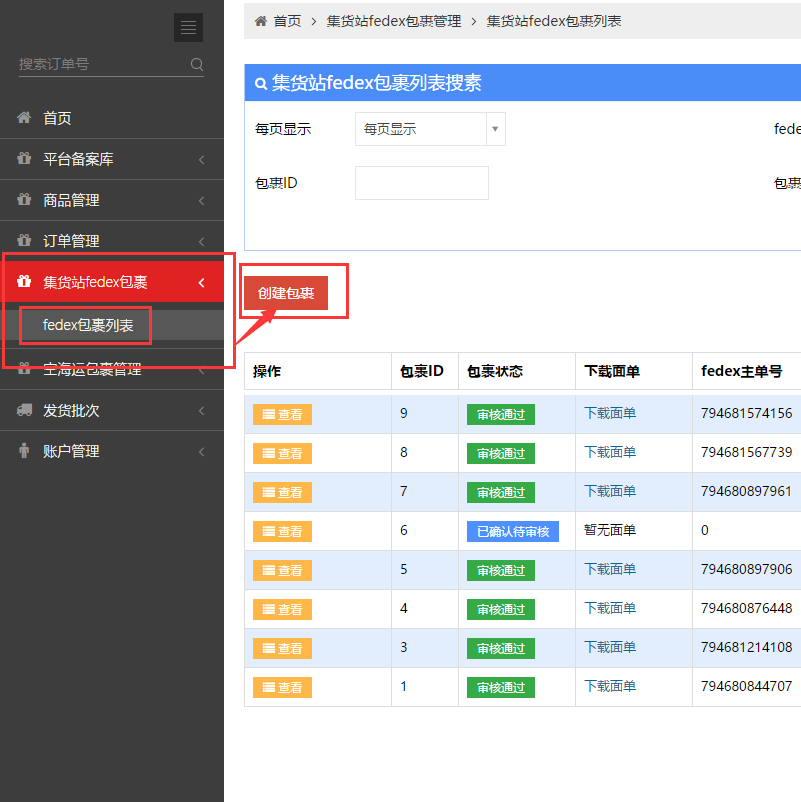 搜索订单号
首页
平台备案库
商品管理
订单管理
集货站fedex包裹
fedex包裹列表
空海运包裹管理
发货批次
账户管理
首页 > 集货站fedex包裹管理 > 集货站fedex包裹列表
集货站fedex包裹列表搜素
每页显示 每页显示 fede
包裹ID 包裹
创建包裹
操作 包裹ID 包裹状态 下载面单 fedex主单号
查看 9 审核通过 下载面单 794681574156
查看 8 审核通过 下载面单 794681567739
查看 7 审核通过 下载面单 794680897961
查看 6 已确认待审核 暂无面单 0
查看 5 审核通过 下载面单 794680897906
查看 4 审核通过 下载面单 794680876448
查看 3 审核通过 下载面单 794681214108
查看 1 审核通过 下载面单 794680844707